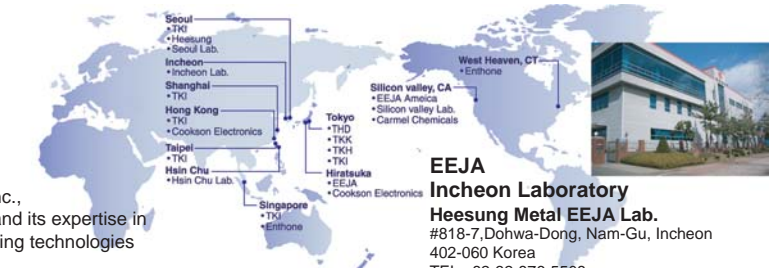 Seoul
•TKI
•Heesung
•Seoul Lab.
Incheon
•Incheon Lab.
Shanghai
•TKI
Hong Kong
•TKI
•Cookson Electronics
Taipei
•TKI
Hsin Chu
•Hsin Chu Lab.
Singapore
•TKI
•Enthone
Tokyo
•THD
•TKK
•TKH
•TKI
Hiratsuka
•EEJA
•Cookson Electronics
Silicon valley, CA
•EEJA Ameica
•Silicon valley Lab.
•Carmel Chemicals
West Heaven, CT
•Enthone
nc.,
and its expertise in
ing technologies
EEJA
Incheon Laboratory
Heesung Metal EEJA Lab.
#818-7,Dohwa-Dong, Nam-Gu, Incheon
402-060 Korea